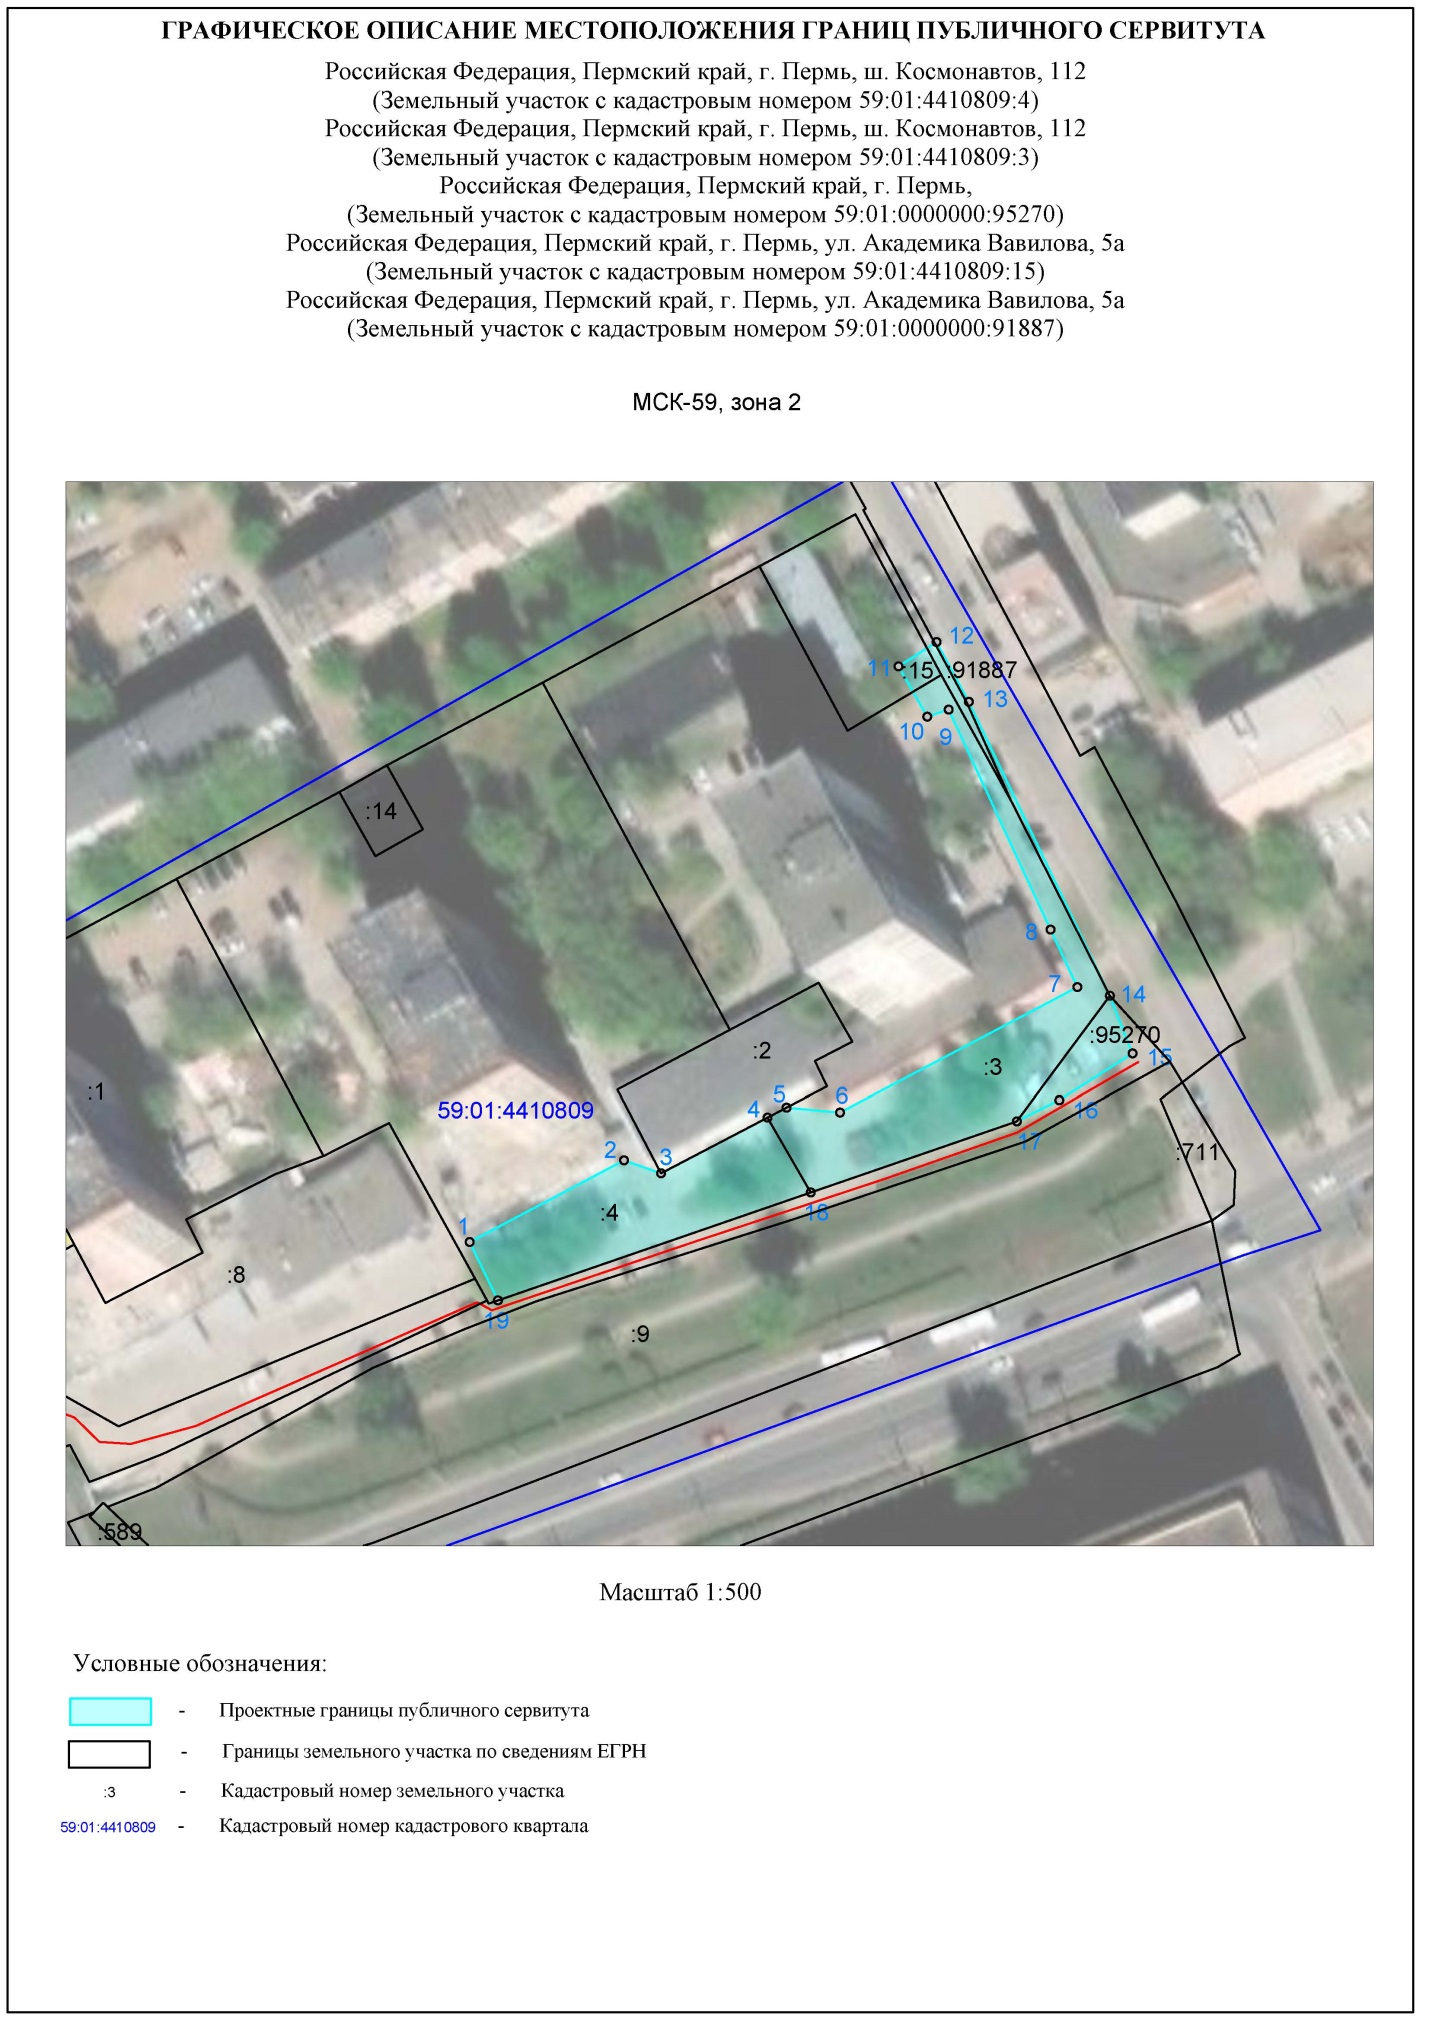 ГРАФИЧЕСКОЕ ОПИСАНИЕ МЕСТОПОЛОЖЕНИЯ ГРАНИЦ ПУБЛИЧНОГО СЕРВИТУТА
Российская Федерация, Пермский край, г. Пермь, ш. Космонавтов, 112
(Земельный участок с кадастровым номером 59:01:4410809:4)
Российская Федерация, Пермский край, г. Пермь, ш. Космонавтов, 112
(Земельный участок с кадастровым номером 59:01:4410809:3)
Российская Федерация, Пермский край, г. Пермь,
(Земельный участок с кадастровым номером 59:01:0000000:95270)
Российская Федерация, Пермский край, г. Пермь, ул. Академика Вавилова, 5а
(Земельный участок с кадастровым номером 59:01:4410809:15)
Российская Федерация, Пермский край, г. Пермь, ул. Академика Вавилова, 5а
(Земельный участок с кадастровым номером 59:01:0000000:91887)
МСК-59, зона 2
12
11 :15 :91887
13
10
9
:14
8
7
14
:95270
:2
15
:3
:1
5
6
59:01:4410809
4
16
17
2
3
:711
:4
18
1
:8
19
:9
:589
Масштаб 1:500
Условные обозначения:
- Проектные границы публичного сервитута
- Границы земельного участка по сведениям ЕГРН
:3 - Кадастровый номер земельного участка
59:01:4410809 - Кадастровый номер кадастрового квартала